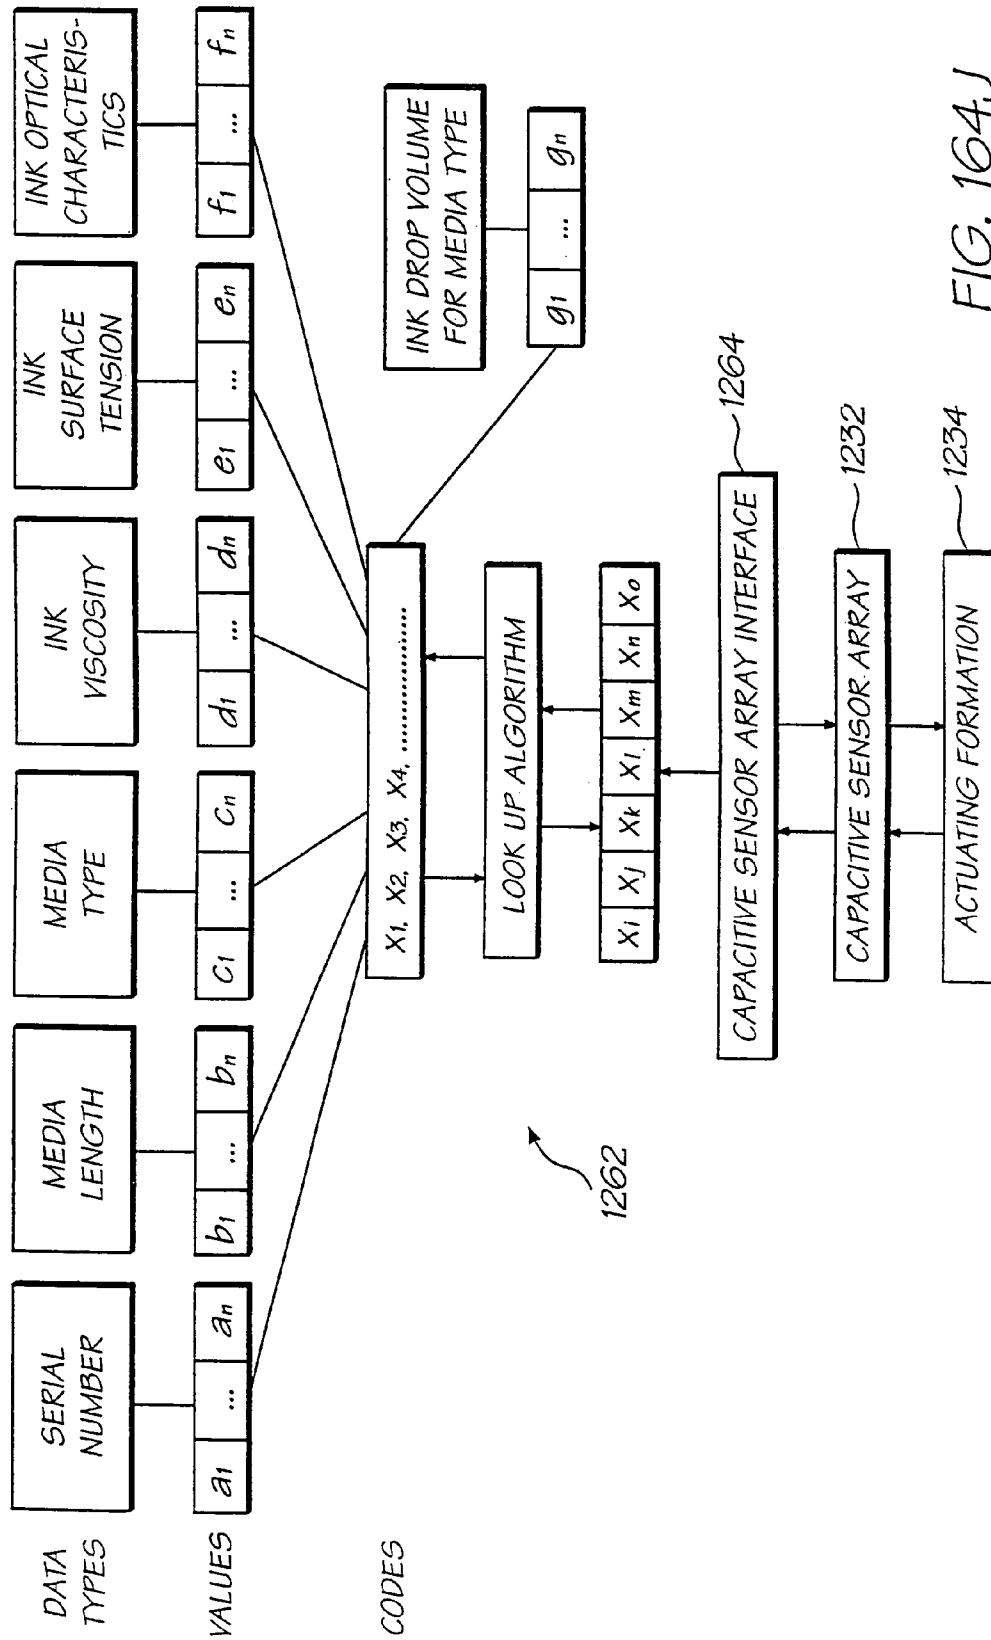 DATA
TYPES
SERIAL
NUMBER
MEDIA
LENGTH
MEDIA
TYPE
INK
VISCOSITY
INK
SURFACE
TENSION
INK OPTICAL
CHARACTERIS-
TICS
VALUES
a1 ... an
b1 ... bn
c1 ... cn
d1 ... dn
e1 ... en
f1 ... fn
CODES
X1, X2, X3, X4, ....................
INK DROP VOLUME
FOR MEDIA TYPE
g1 ... gn
LOOK UP ALGORITHM
Xi Xj Xk Xl Xm Xn Xo
1262
CAPACITIVE SENSOR ARRAY INTERFACE
1264
CAPACITIVE SENSOR ARRAY
1232
ACTUATING FORMATION
1234
FIG. 164J